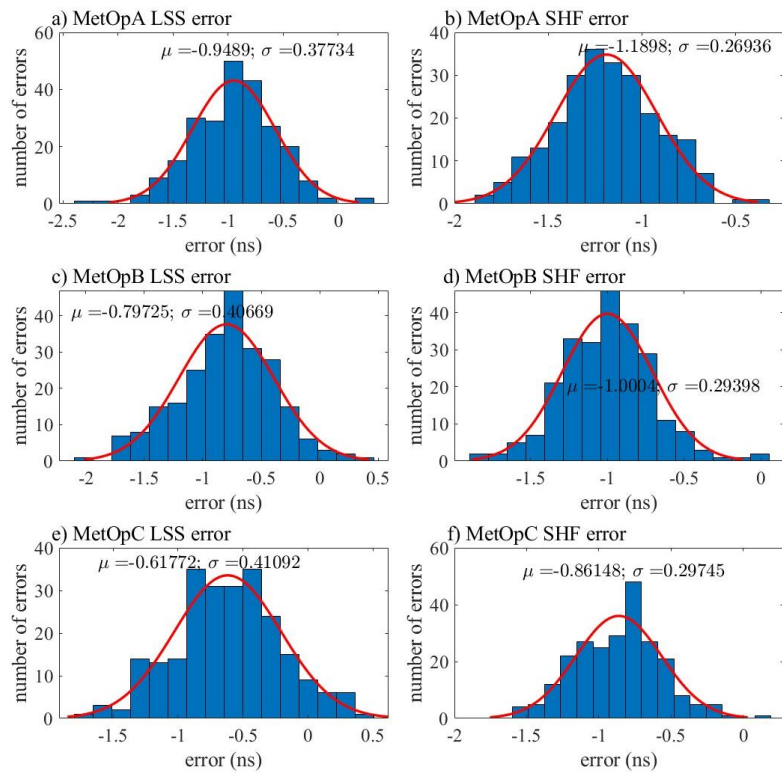 a) MetOpA LSS error
μ =-0.9489; σ =0.37734
60
40
20
0
number of errors
-2.5 -2 -1.5 -1 -0.5 0
error (ns)
b) MetOpA SHF error
μ =-1.1898; σ =0.26936
40
30
20
10
0
number of errors
-2 -1.5 -1 -0.5
error (ns)
c) MetOpB LSS error
μ =-0.79725; σ =0.40669
40
30
20
10
0
number of errors
-2 -1.5 -1 -0.5 0 0.5
error (ns)
d) MetOpB SHF error
μ =-1.0004; σ =0.29398
40
30
20
10
0
number of errors
-1.5 -1 -0.5 0
error (ns)
e) MetOpC LSS error
μ =-0.61772; σ =0.41092
40
30
20
10
0
number of errors
-1.5 -1 -0.5 0 0.5
error (ns)
f) MetOpC SHF error
μ =-0.86148; σ =0.29745
60
40
20
0
number of errors
-2 -1.5 -1 -0.5 0
error (ns)